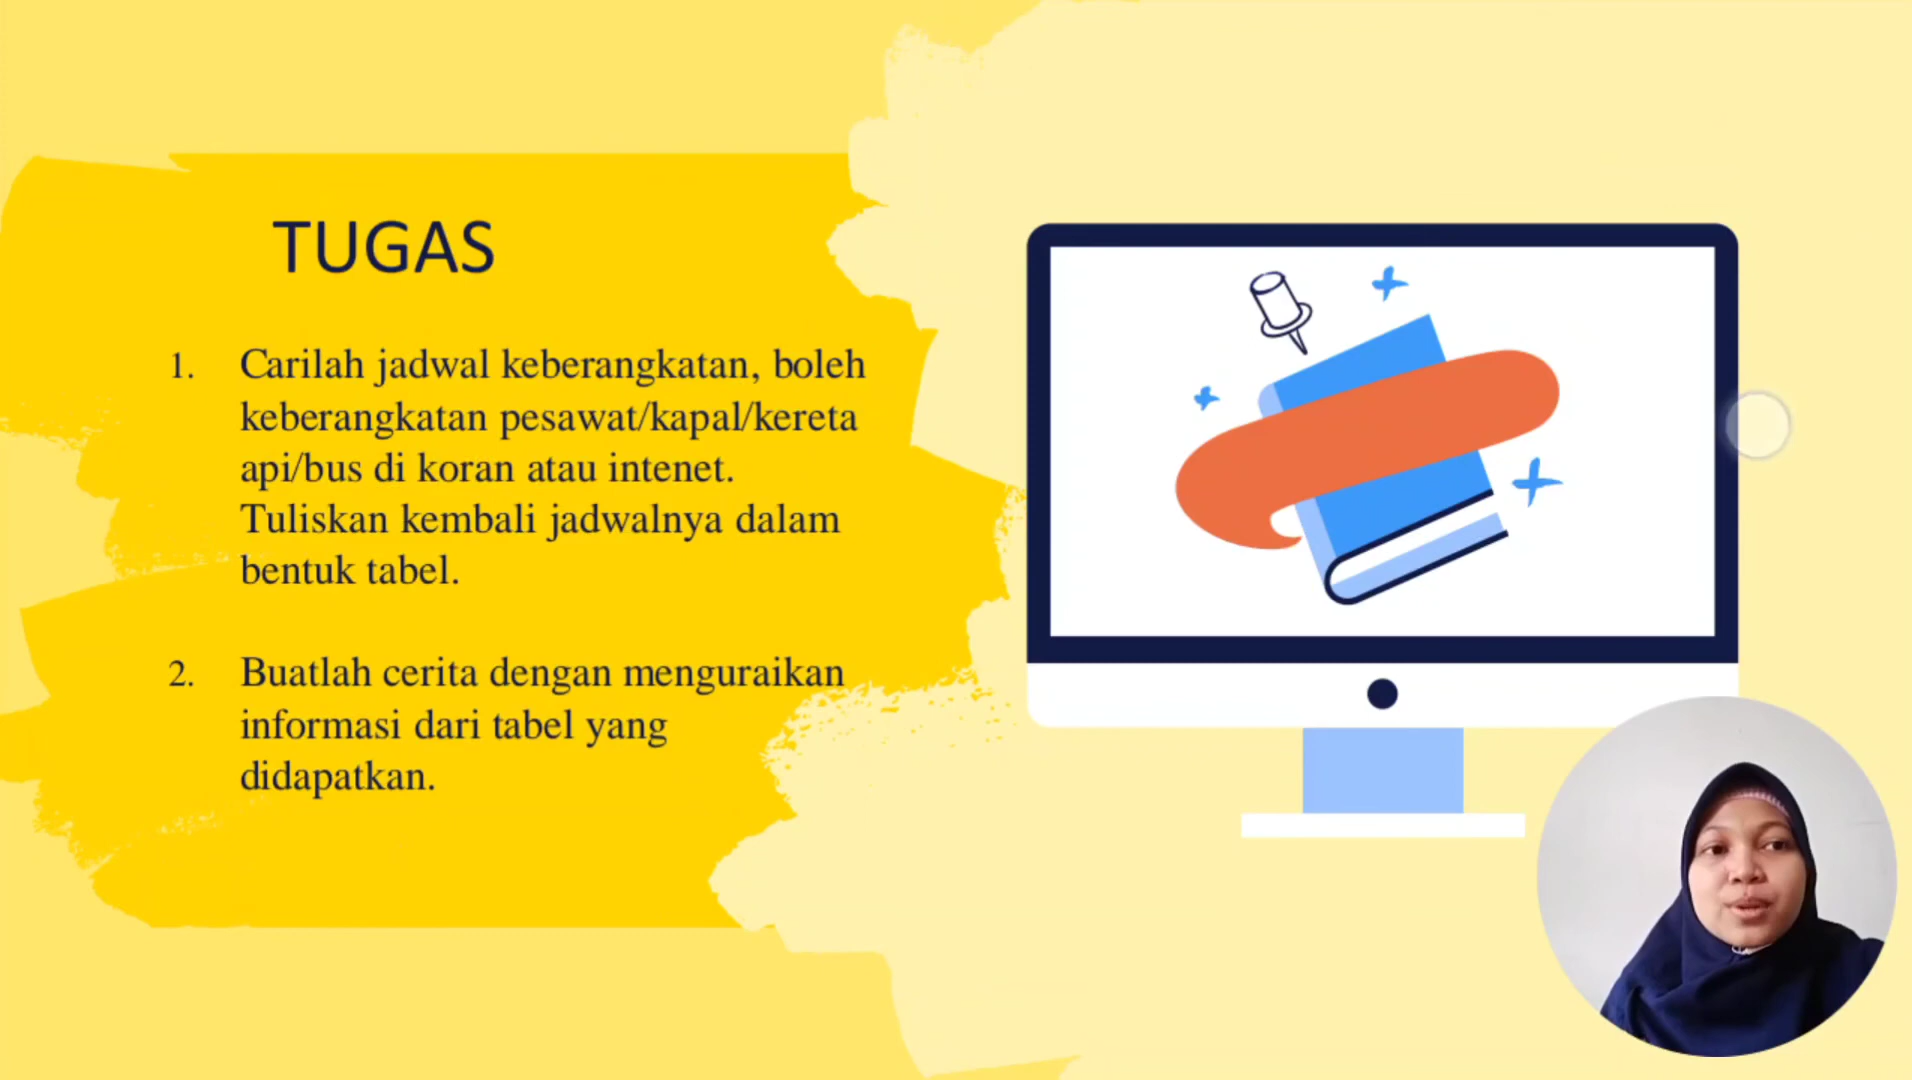 TUGAS
1. Carilah jadwal keberangkatan, boleh
keberangkatan pesawat/kapal/kereta
api/bus di koran atau intenet.
Tuliskan kembali jadwalnya dalam
bentuk tabel.
2. Buatlah cerita dengan menguraikan
informasi dari tabel yang
didapatkan.